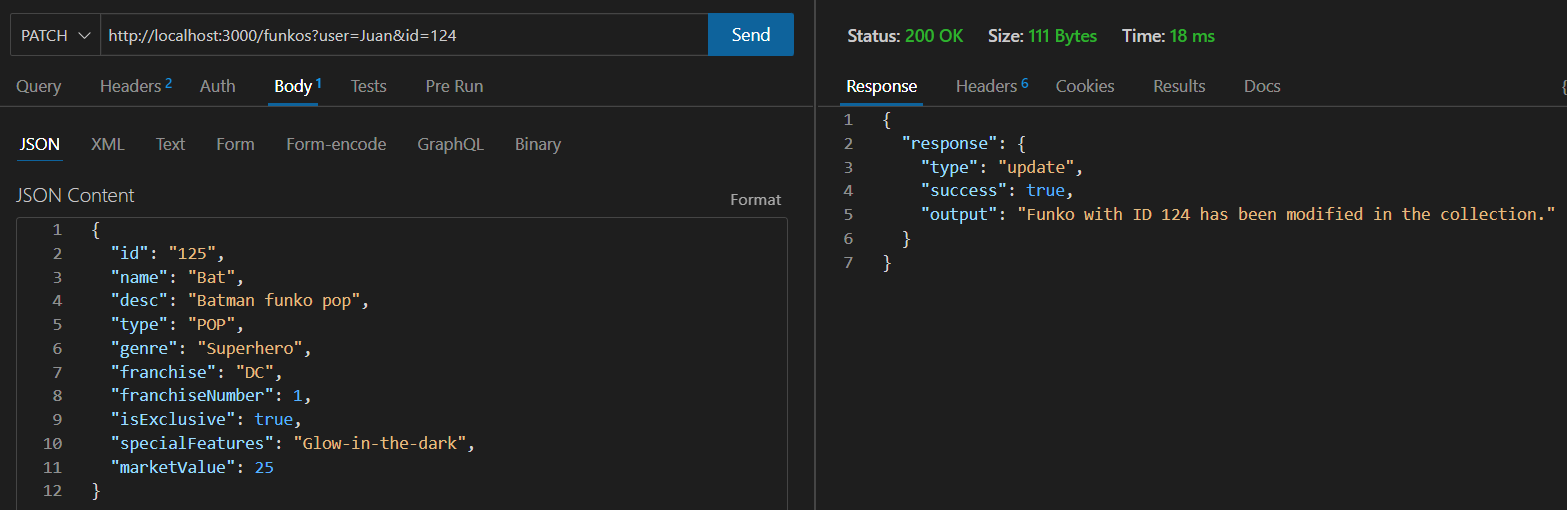 PATCH http://localhost:3000/funkos?user=Juan&id=124 Send
Query Headers 2 Auth Body 1 Tests Pre Run
JSON XML Text Form Form-encode GraphQL Binary
JSON Content Format
1 {
2 "id": "125",
3 "name": "Bat",
4 "desc": "Batman funko pop",
5 "type": "POP",
6 "genre": "Superhero",
7 "franchise": "DC",
8 "franchiseNumber": 1,
9 "isExclusive": true,
10 "specialFeatures": "Glow-in-the-dark",
11 "marketValue": 25
12 }
Status: 200 OK Size: 111 Bytes Time: 18 ms
Response Headers 6 Cookies Results Docs {
1 {
2 "response": {
3 "type": "update",
4 "success": true,
5 "output": "Funko with ID 124 has been modified in the collection."
6 }
7 }